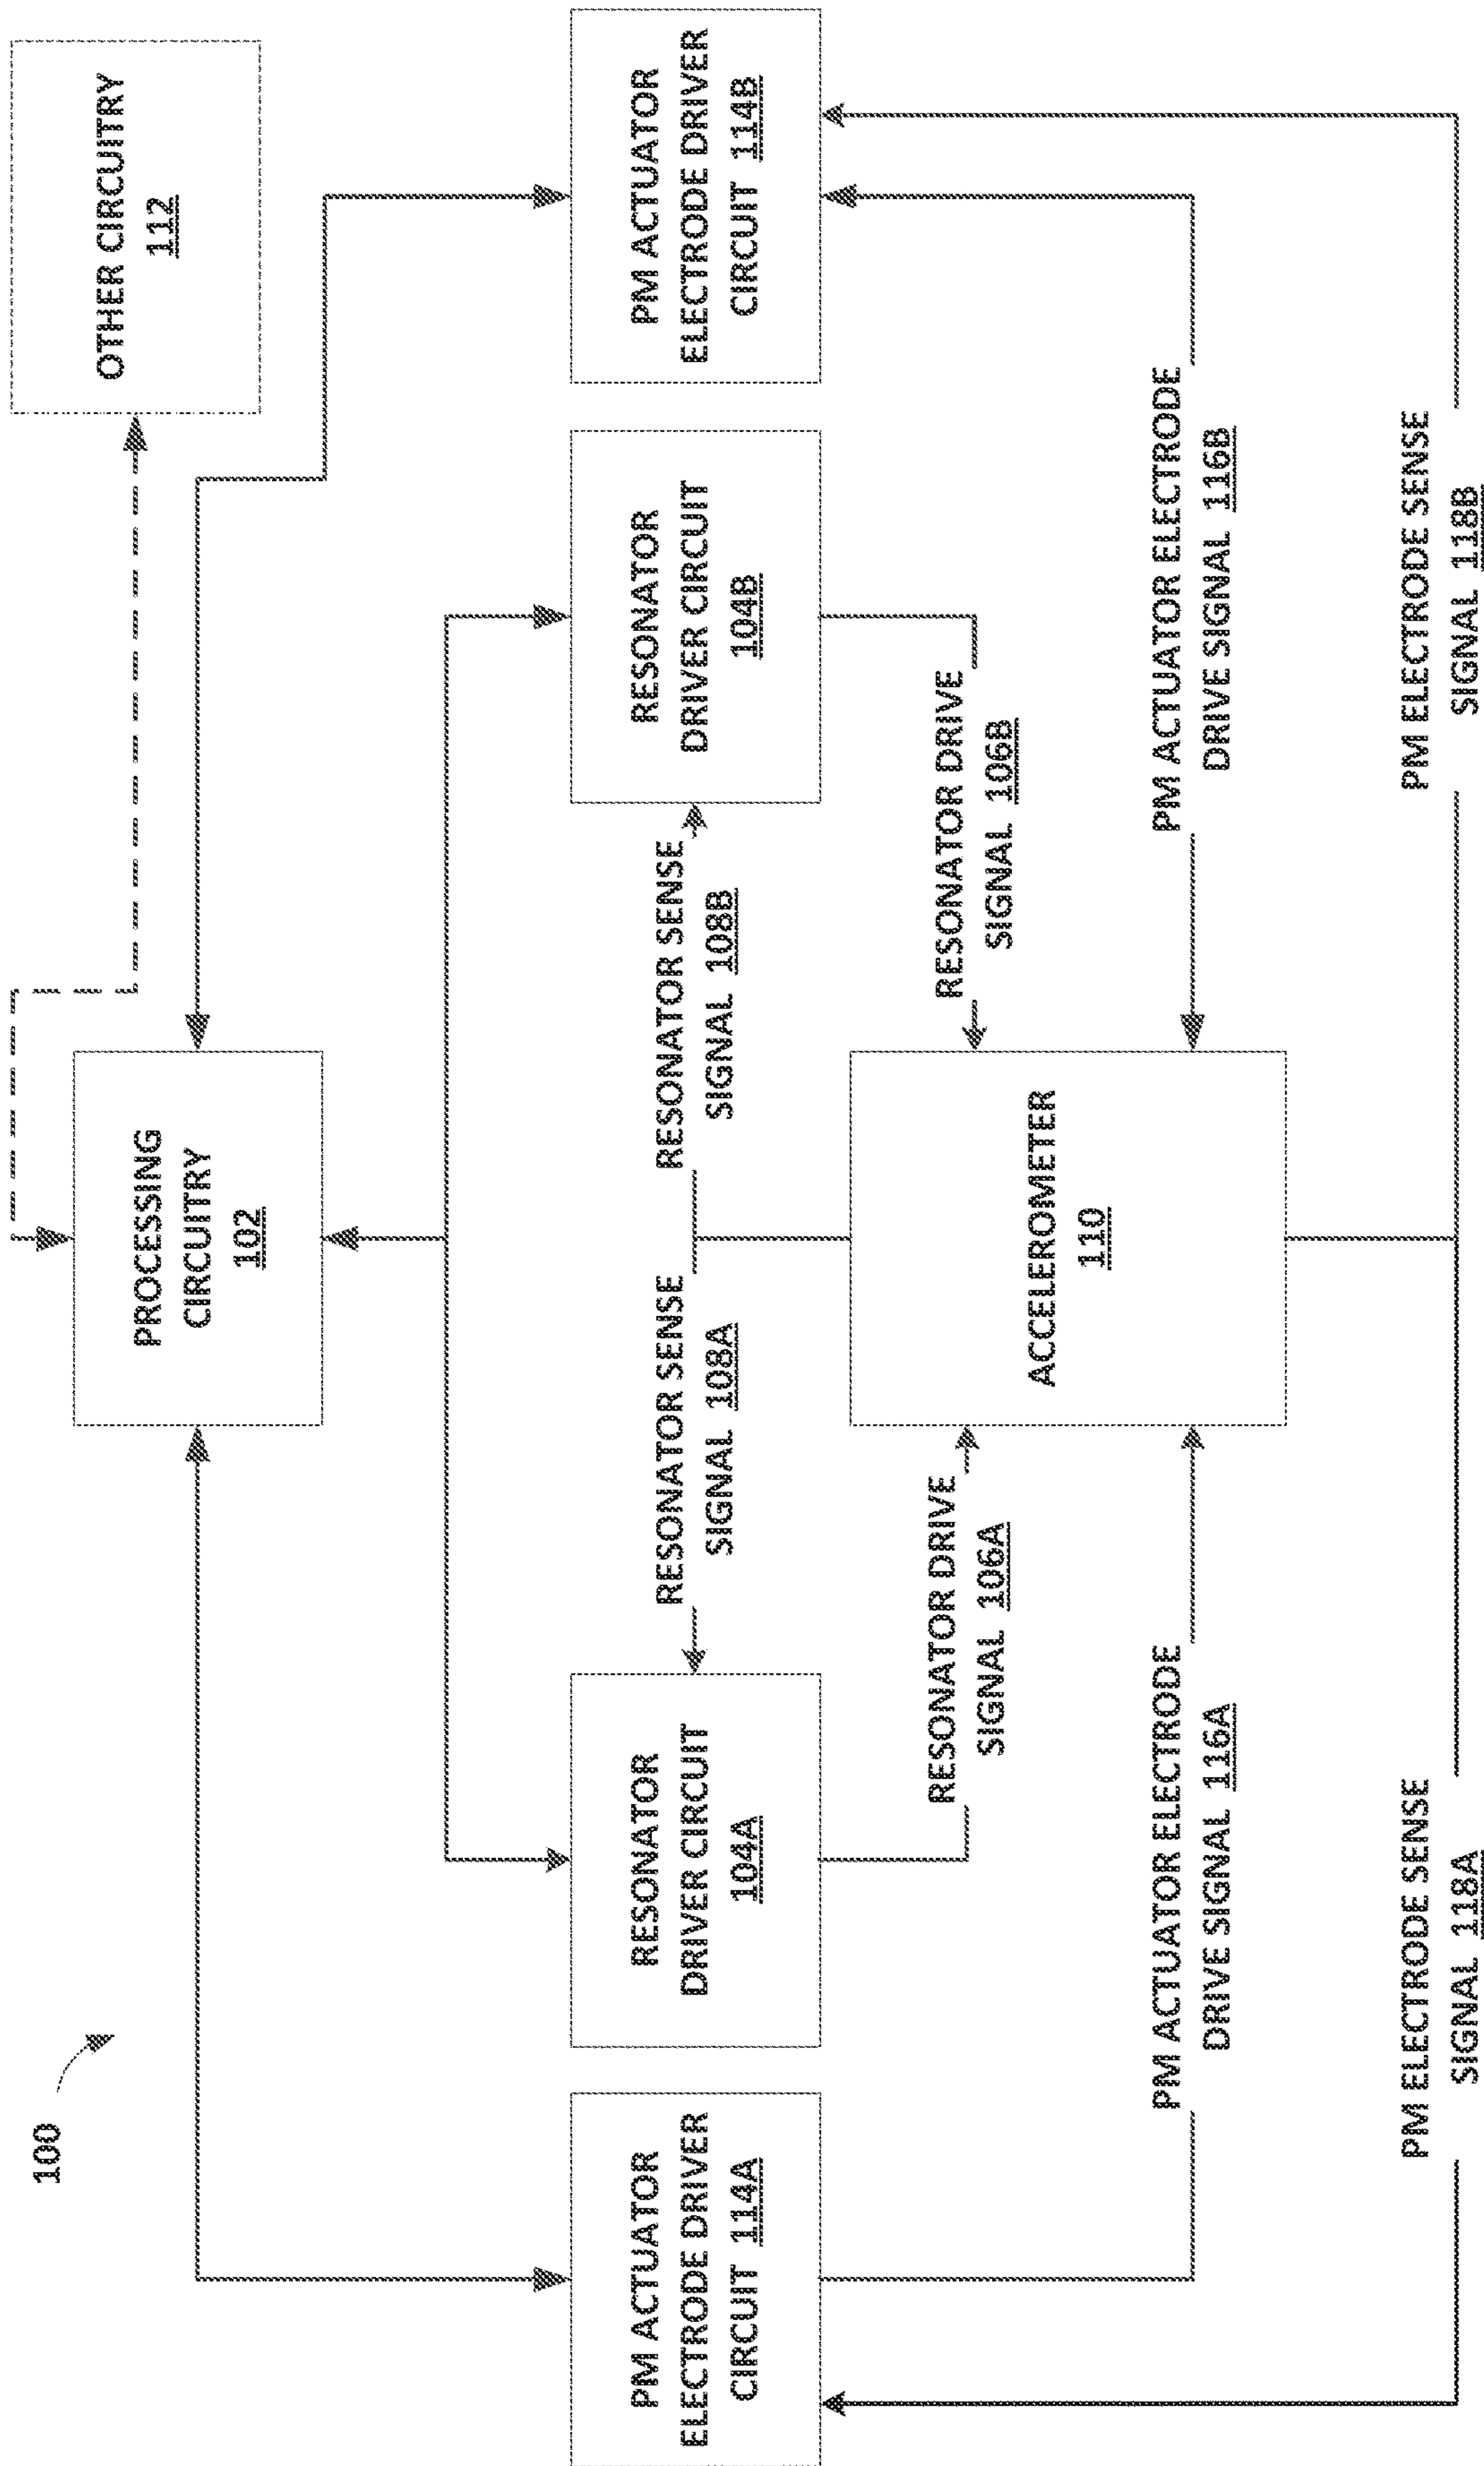 100
OTHER CIRCUITRY
112
PROCESSING
CIRCUITRY
102
PM ACTUATOR
ELECTRODE DRIVER
CIRCUIT 114A
RESONATOR
DRIVER CIRCUIT
104A
RESONATOR SENSE
SIGNAL 108A
RESONATOR SENSE
SIGNAL 108B
RESONATOR
DRIVER CIRCUIT
104B
PM ACTUATOR
ELECTRODE DRIVER
CIRCUIT 114B
RESONATOR DRIVE
SIGNAL 106A
ACCELEROMETER
110
RESONATOR DRIVE
SIGNAL 106B
PM ACTUATOR ELECTRODE
DRIVE SIGNAL 116A
PM ACTUATOR ELECTRODE
DRIVE SIGNAL 116B
PM ELECTRODE SENSE
SIGNAL 118A
PM ELECTRODE SENSE
SIGNAL 118B